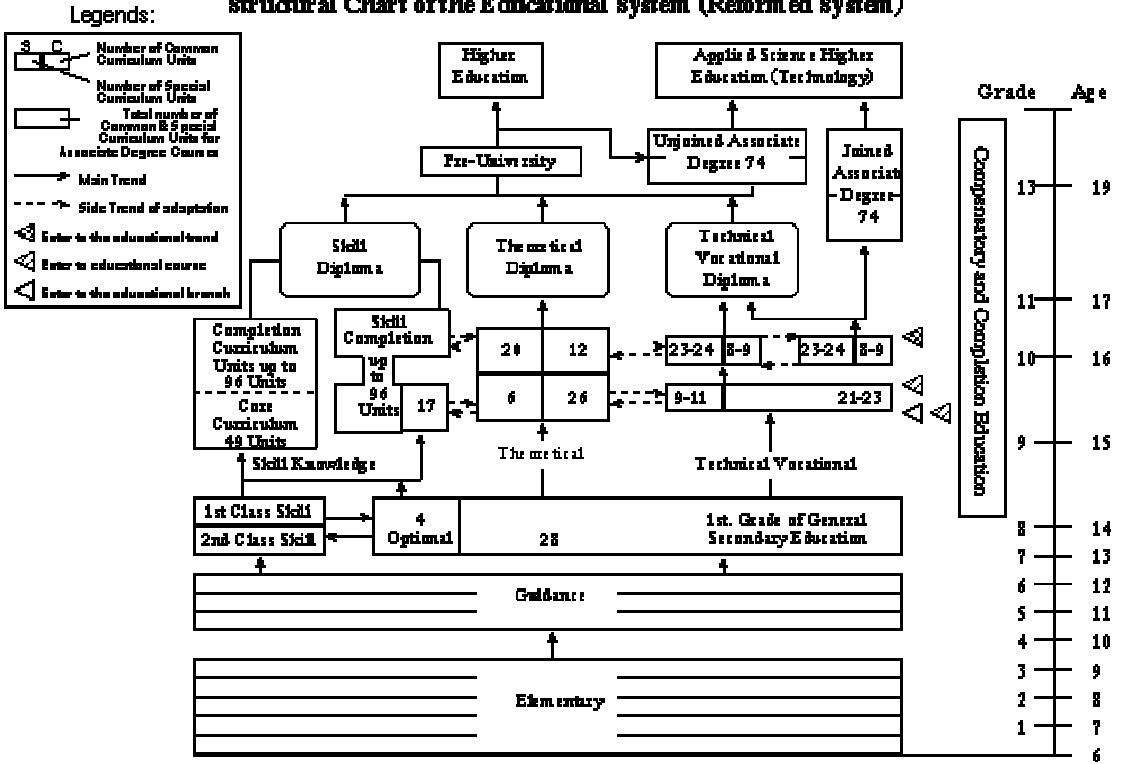 Structural Chart of the Educational System (Reformed System)
Legends:
S C
Number of Common
Curriculum Units
Number of Special
Curriculum Units
Total number of
Common & Special
Curriculum Units for
Associate Degree Courses
Main Trend
Side Trend of adaptation
Enter to the educational trend
Enter to educational course
Enter to the educational branch
Higher
Education
Applied Science Higher
Education (Technology)
Pre-University
Unjoined Associate
Degree 74
Joined
Associat
Degree
74
Skill
Diploma
Theoretical
Diploma
Technical
Vocational
Diploma
Completion
Curriculum
Units up to
96 Units
Core
Curriculum
49 Units
Skill
Completion
up
to
96
Units
17
20
12
6
26
23-24
8-9
23-24
8-9
9-11
21-23
Skill Knowledge
Theoretical
Technical Vocational
1st Class Skill
2nd Class Skill
4
Optional
28
1st. Grade of General
Secondary Education
Guidance
Elementary
Compensatory and Completion Education
Grade
Age
13
19
11
17
10
16
9
15
8
14
7
13
6
12
5
11
4
10
3
9
2
8
1
7
6